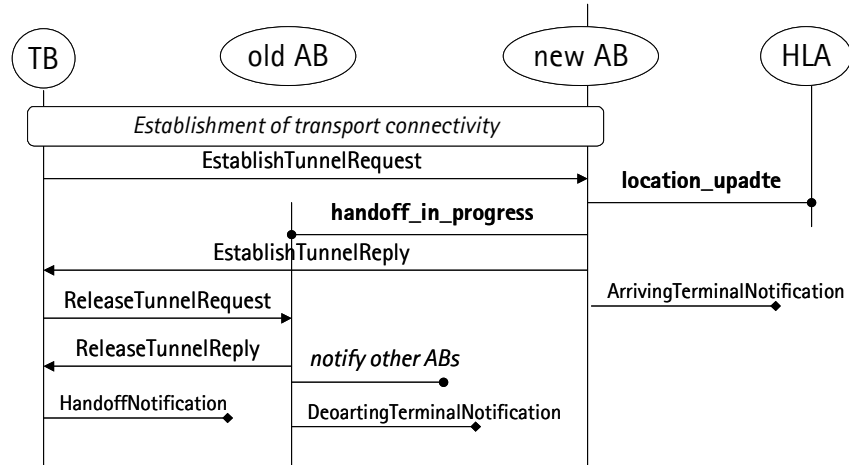 TB
old AB
new AB
HLA
Establishment of transport connectivity
EstablishTunnelRequest
location_upadte
handoff_in_progress
EstablishTunnelReply
ArrivingTerminalNotification
ReleaseTunnelRequest
ReleaseTunnelReply
notify other ABs
HandoffNotification
DeoartingTerminalNotification